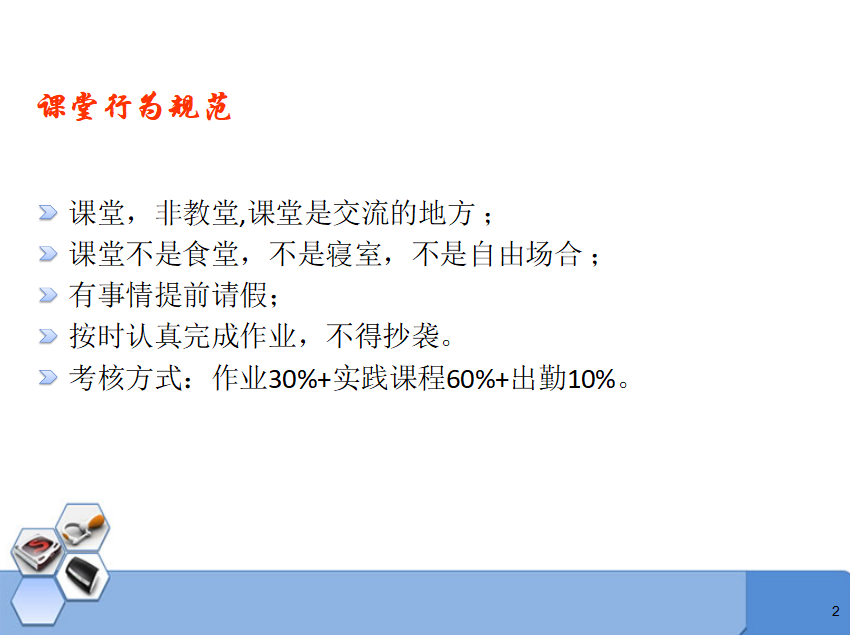 课堂行为规范
课堂，非教堂,课堂是交流的地方；
课堂不是食堂，不是寝室，不是自由场合；
有事情提前请假；
按时认真完成作业，不得抄袭。
考核方式：作业30%+实践课程60%+出勤10%。
2